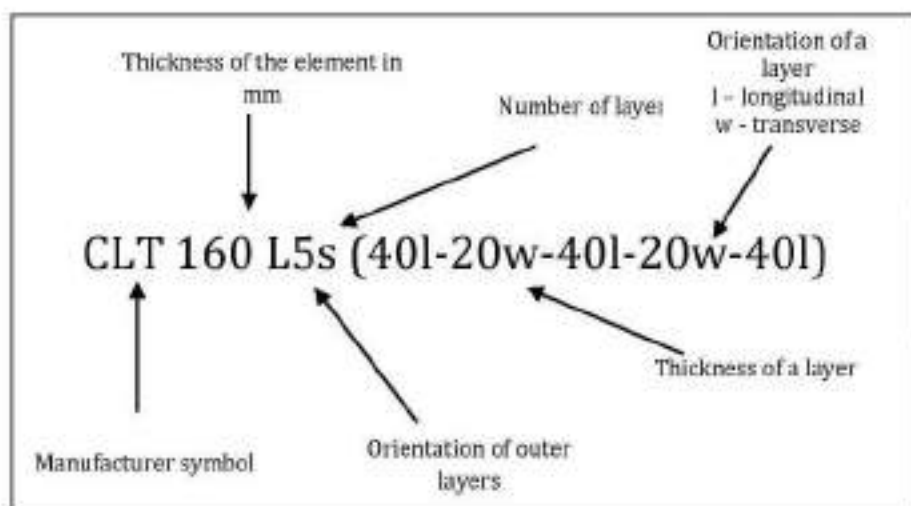 Thickness of the element in
mm
Number of layer
Orientation of a
layer
l – longitudinal
w - transverse
CLT 160 L5s (40l-20w-40l-20w-40l)
Thickness of a layer
Manufacturer symbol
Orientation of outer
layers